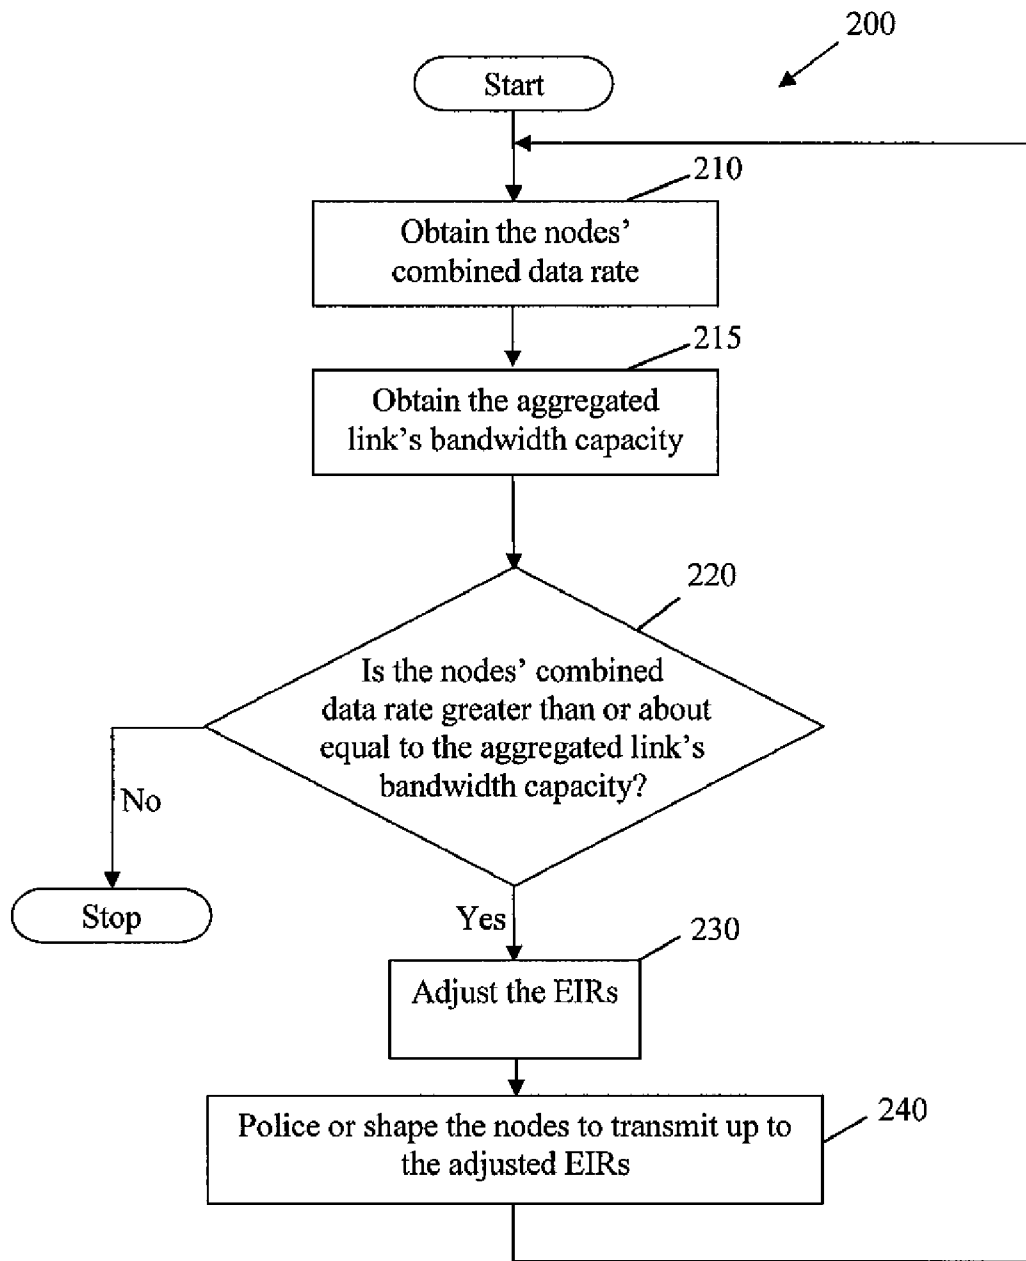 200
Start
210
Obtain the nodes’
combined data rate
215
Obtain the aggregated
link’s bandwidth capacity
220
Is the nodes’ combined
data rate greater than or about
equal to the aggregated link’s
bandwidth capacity?
No
Stop
Yes
230
Adjust the EIRs
240
Police or shape the nodes to transmit up to
the adjusted EIRs